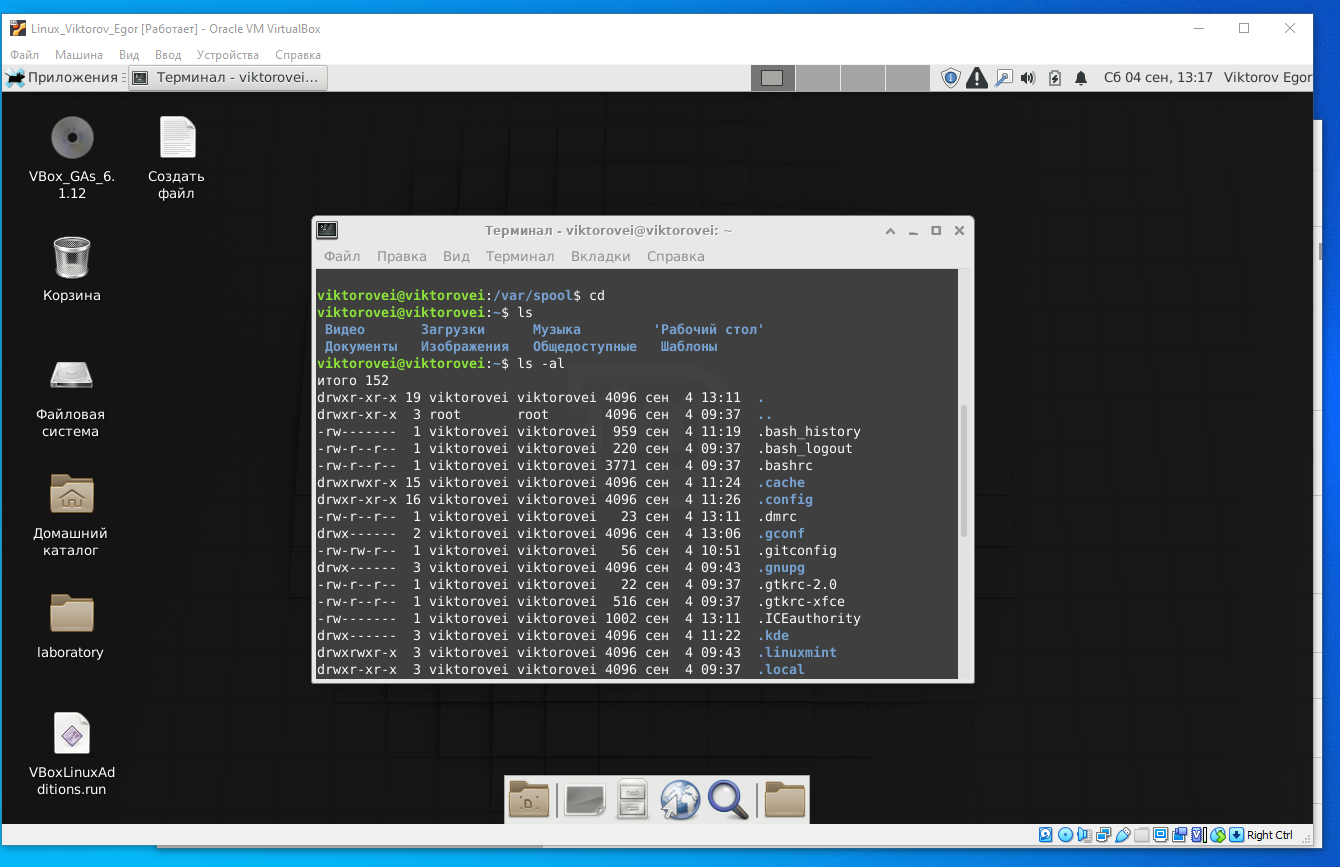 Linux_Viktorov_Egor [Работает] - Oracle VM VirtualBox
Файл Машина Вид Ввод Устройства Справка
Приложения Терминал - viktorovei... Сб 04 сен, 13:17 Viktorov Egor
VBox_GAs_6.
1.12
Создать
файл
Корзина
Файловая
система
Домашний
каталог
laboratory
VBoxLinuxAd
ditions.run
Терминал - viktorovei@viktorovei: ~
Файл Правка Вид Терминал Вкладки Справка
viktorovei@viktorovei:/var/spool$ cd
viktorovei@viktorovei:~$ ls
Видео Загрузки Музыка 'Рабочий стол'
Документы Изображения Общедоступные Шаблоны
viktorovei@viktorovei:~$ ls -al
итого 152
drwxr-xr-x 19 viktorovei viktorovei 4096 сен 4 13:11 .
drwxr-xr-x 3 root root 4096 сен 4 09:37 ..
-rw------- 1 viktorovei viktorovei 959 сен 4 11:19 .bash_history
-rw-r--r-- 1 viktorovei viktorovei 220 сен 4 09:37 .bash_logout
-rw-r--r-- 1 viktorovei viktorovei 3771 сен 4 09:37 .bashrc
drwxrwxr-x 15 viktorovei viktorovei 4096 сен 4 11:24 .cache
drwxr-xr-x 16 viktorovei viktorovei 4096 сен 4 11:26 .config
-rw-r--r-- 1 viktorovei viktorovei 23 сен 4 13:11 .dmrc
drwx------ 2 viktorovei viktorovei 4096 сен 4 13:06 .gconf
-rw-rw-r-- 1 viktorovei viktorovei 56 сен 4 10:51 .gitconfig
drwx------ 3 viktorovei viktorovei 4096 сен 4 09:43 .gnupg
-rw-r--r-- 1 viktorovei viktorovei 22 сен 4 09:37 .gtkrc-2.0
-rw-r--r-- 1 viktorovei viktorovei 516 сен 4 09:37 .gtkrc-xfce
-rw------- 1 viktorovei viktorovei 1002 сен 4 13:11 .ICEauthority
drwx------ 3 viktorovei viktorovei 4096 сен 4 11:22 .kde
drwxrwxr-x 3 viktorovei viktorovei 4096 сен 4 09:43 .linuxmint
drwxr-xr-x 3 viktorovei viktorovei 4096 сен 4 09:37 .local
Right Ctrl